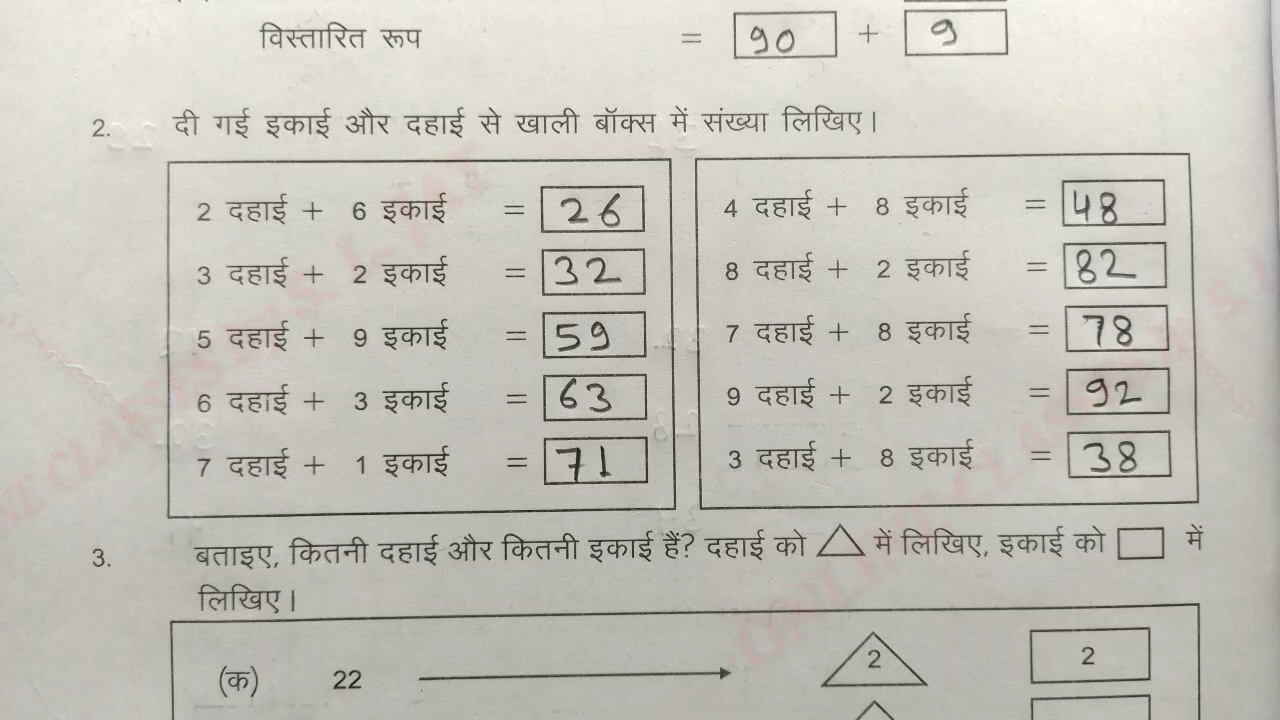 विस्तारित रूप = 90 + 9
2. दी गई इकाई और दहाई से खाली बॉक्स में संख्या लिखिए।
2 दहाई + 6 इकाई = 26
3 दहाई + 2 इकाई = 32
5 दहाई + 9 इकाई = 59
6 दहाई + 3 इकाई = 63
7 दहाई + 1 इकाई = 71
4 दहाई + 8 इकाई = 48
8 दहाई + 2 इकाई = 82
7 दहाई + 8 इकाई = 78
9 दहाई + 2 इकाई = 92
3 दहाई + 8 इकाई = 38
3. बताइए, कितनी दहाई और कितनी इकाई हैं? दहाई को △ में लिखिए, इकाई को □ में
लिखिए।
(क) 22 → 2 2